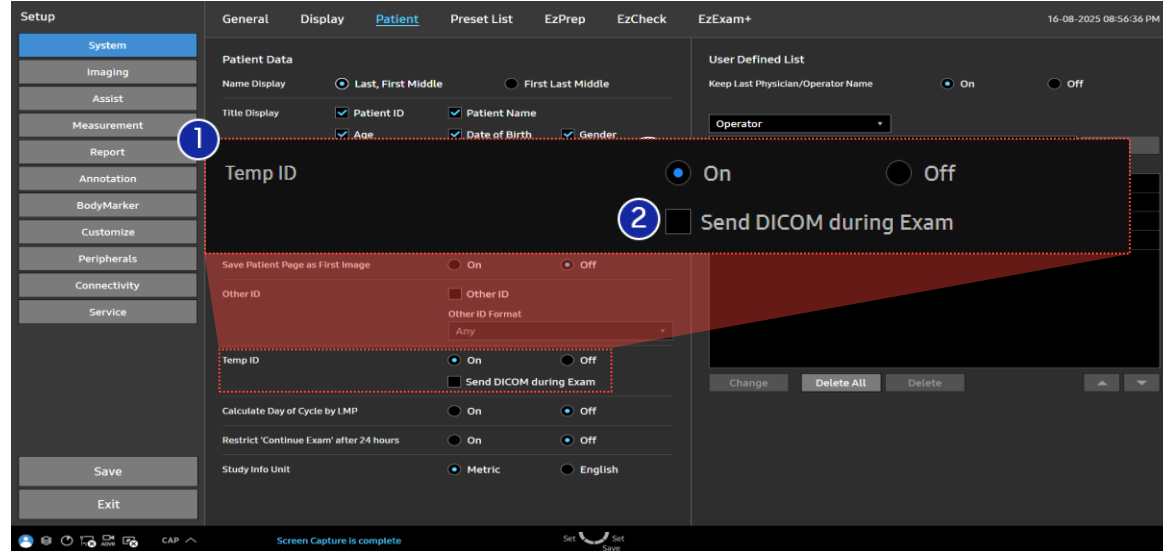 Setup
General Display Patient Preset List EzPrep EzCheck EzExam+
16-08-2025 08:56:36 PM
System
Imaging
Assist
Measurement
Report
Annotation
BodyMarker
Customize
Peripherals
Connectivity
Service
Save
Exit
Patient Data
Name Display Last, First Middle First Last Middle
Title Display Patient ID Patient Name
Age Date of Birth Gender
1
Temp ID On Off
2 Send DICOM during Exam
Save Patient Page as First Image On Off
Other ID Other ID
Other ID Format
Any
Temp ID On Off
Send DICOM during Exam
Calculate Day of Cycle by LMP On Off
Restrict 'Continue Exam' after 24 hours On Off
Study Info Unit Metric English
User Defined List
Keep Last Physician/Operator Name On Off
Operator
Change Delete All Delete
CAP
Screen Capture is complete
Set Set
Save